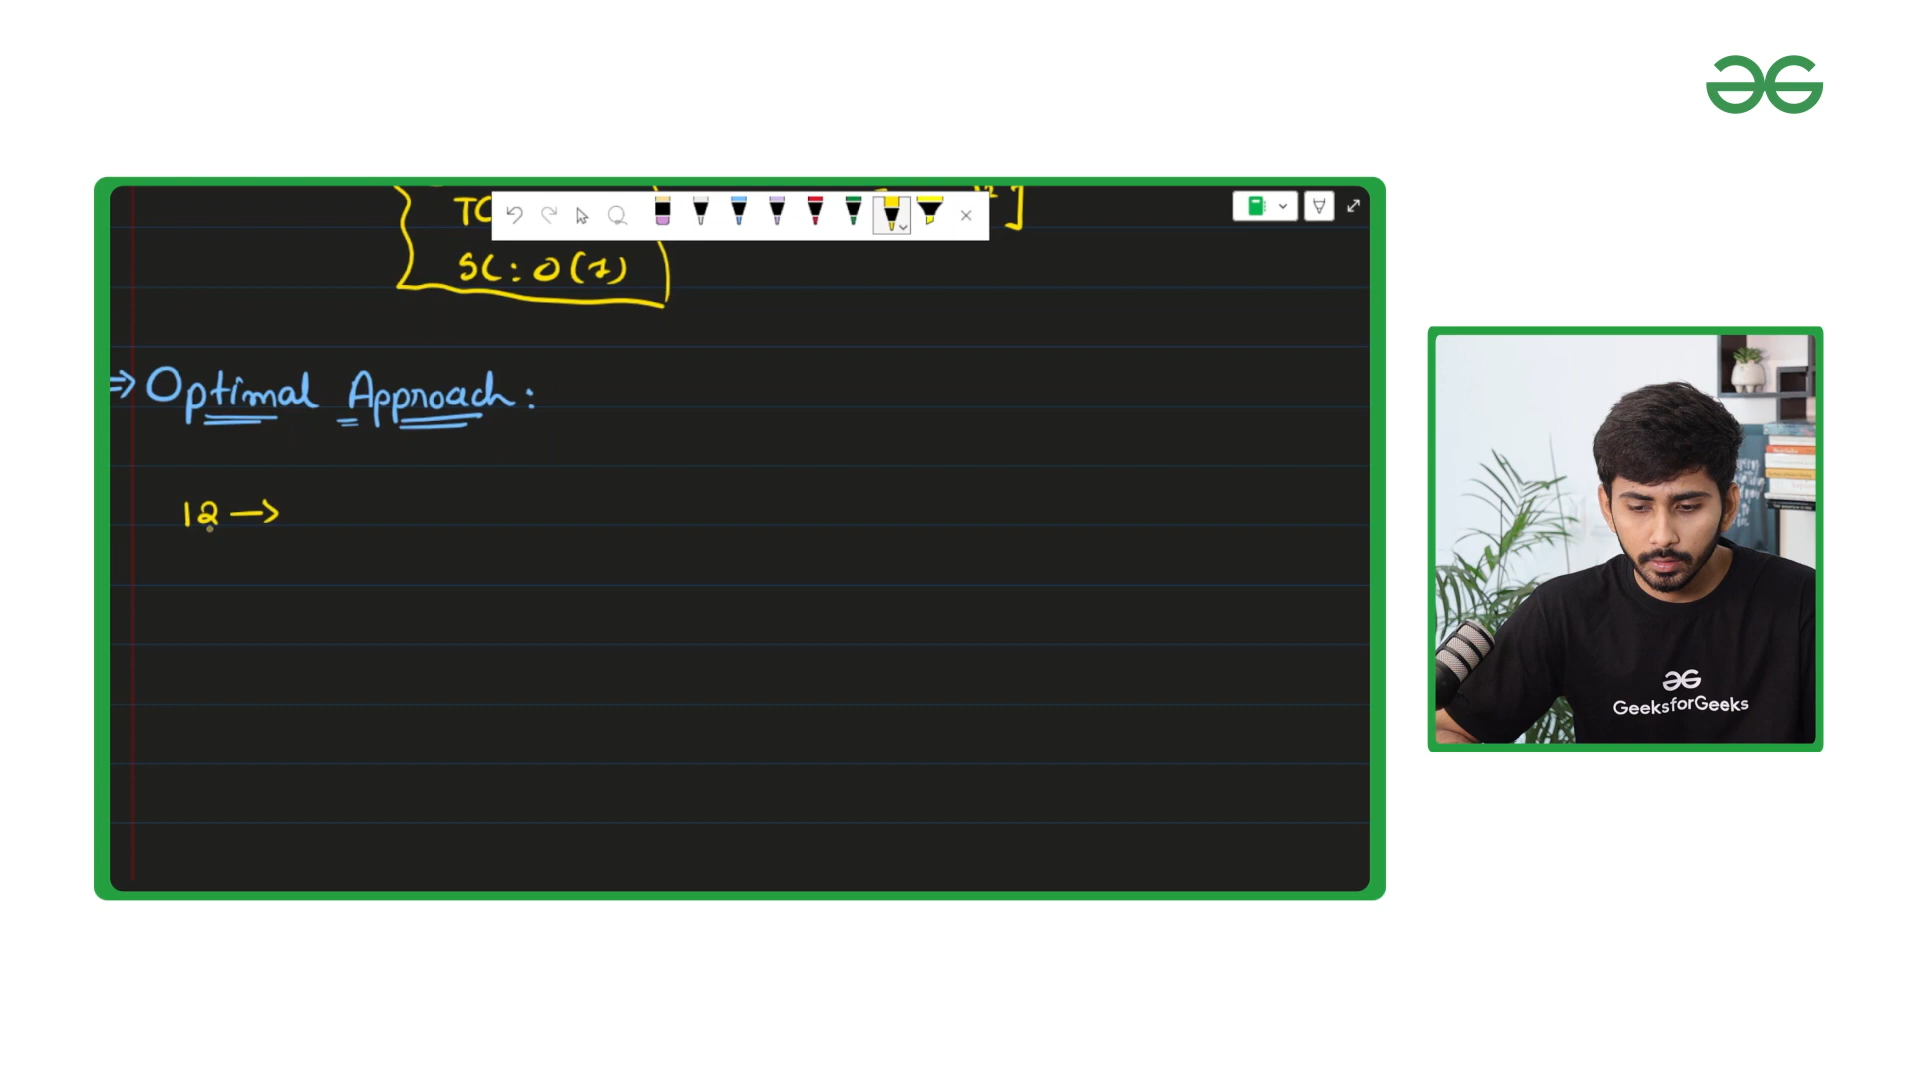 TC
]
SC: O(1)
⇒ Optimal Approach:
12 →
GeeksforGeeks